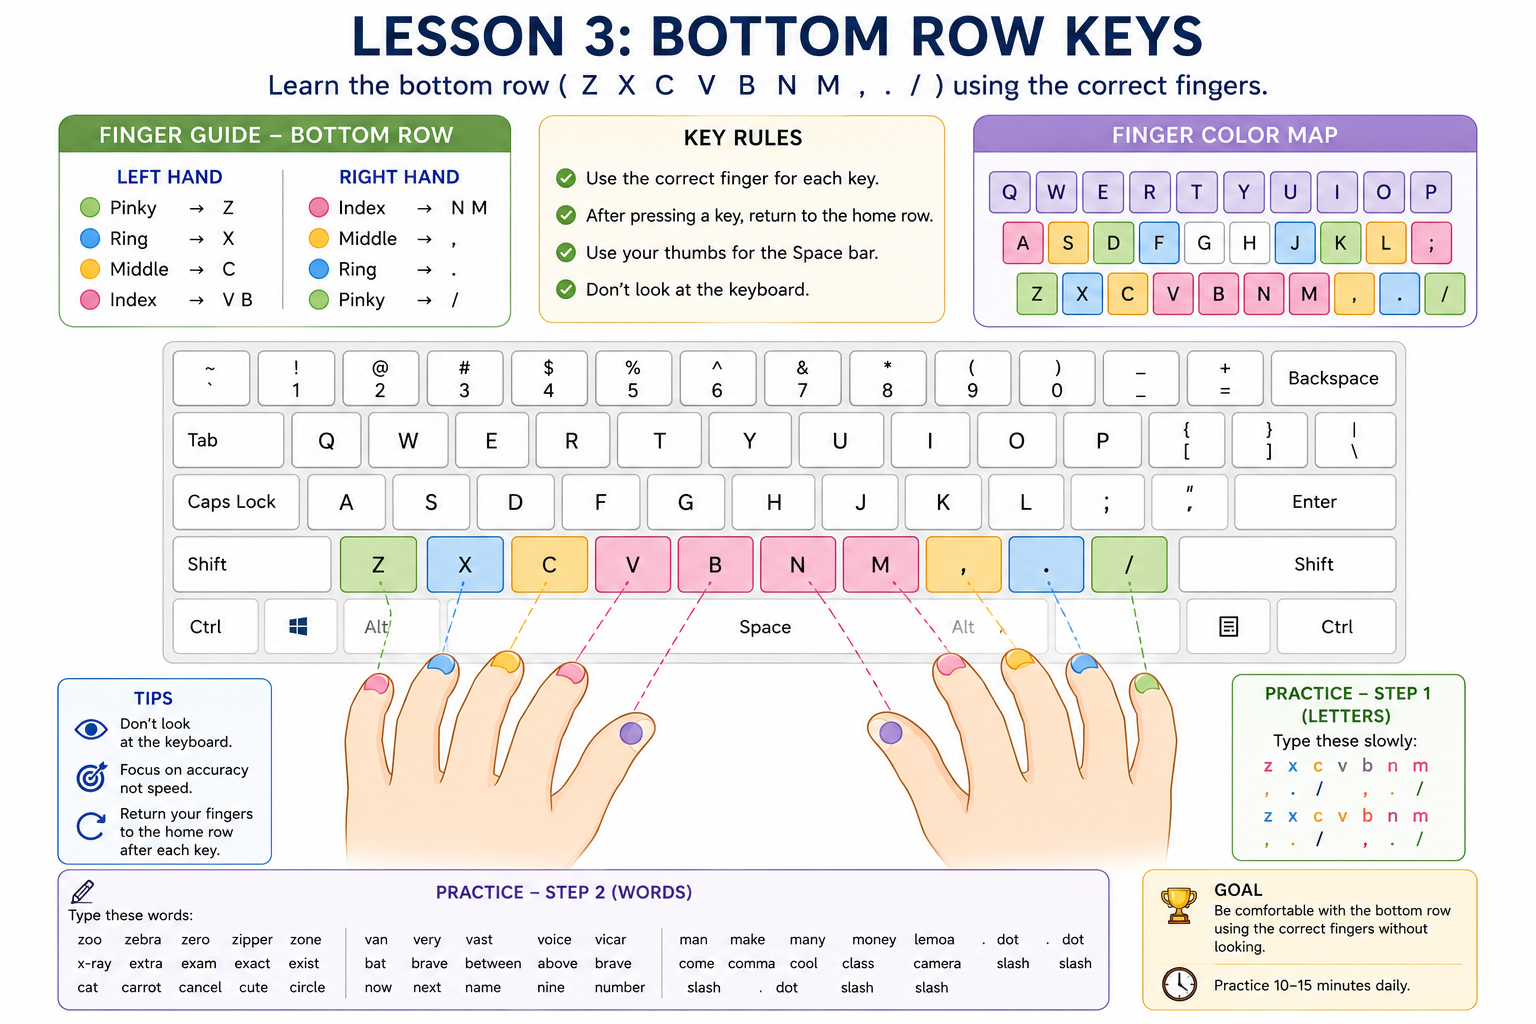 LESSON 3: BOTTOM ROW KEYS
Learn the bottom row ( Z X C V B N M , . / ) using the correct fingers.
FINGER GUIDE – BOTTOM ROW
LEFT HAND
Pinky → Z
Ring → X
Middle → C
Index → V B
RIGHT HAND
Index → N M
Middle → ,
Ring → .
Pinky → /
KEY RULES
Use the correct finger for each key.
After pressing a key, return to the home row.
Use your thumbs for the Space bar.
Don't look at the keyboard.
FINGER COLOR MAP
Q W E R T Y U I O P
A S D F G H J K L ;
Z X C V B N M , . /
~ ! @ # $ % ^ & * ( ) _ +
` 1 2 3 4 5 6 7 8 9 0 _ = Backspace
Tab Q W E R T Y U I O P { [ } ] | \
Caps Lock A S D F G H J K L ; " , Enter
Shift Z X C V B N M , . / Shift
Ctrl Alt Space Alt Ctrl
TIPS
Don't look
at the keyboard.
Focus on accuracy
not speed.
Return your fingers
to the home row
after each key.
PRACTICE – STEP 1
(LETTERS)
Type these slowly:
z x c v b n m
, . / , . /
z x c v b n m
, . / , . /
PRACTICE – STEP 2 (WORDS)
Type these words:
zoo zebra zero zipper zone
x-ray extra exam exact exist
cat carrot cancel cute circle
van very vast voice vicar
bat brave between above brave
now next name nine number
man make many money lemoa . dot . dot
come comma cool class camera slash slash
slash . dot slash slash
GOAL
Be comfortable with the bottom row
using the correct fingers without
looking.
Practice 10–15 minutes daily.